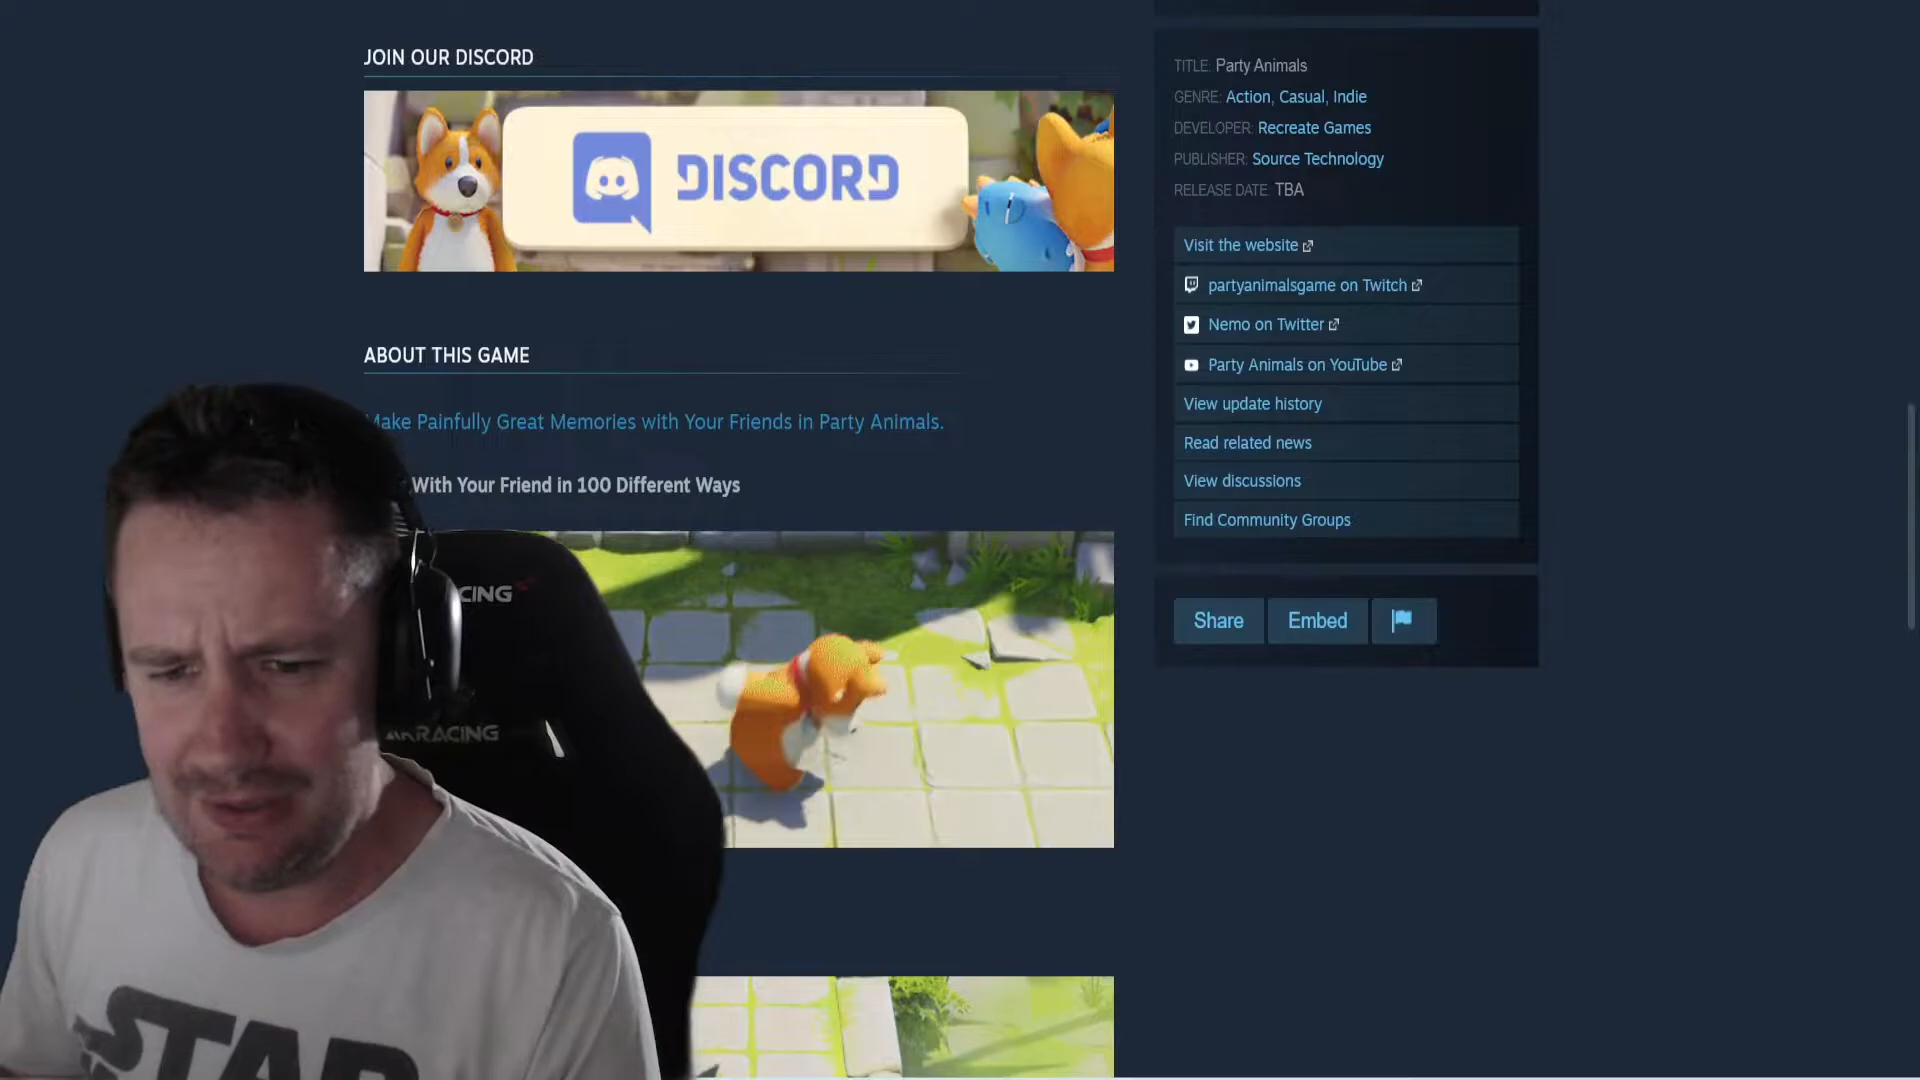 JOIN OUR DISCORD
DISCORD
ABOUT THIS GAME
Make Painfully Great Memories with Your Friends in Party Animals.
With Your Friend in 100 Different Ways
TITLE: Party Animals
GENRE: Action, Casual, Indie
DEVELOPER: Recreate Games
PUBLISHER: Source Technology
RELEASE DATE: TBA
Visit the website
partyanimalsgame on Twitch
Nemo on Twitter
Party Animals on YouTube
View update history
Read related news
View discussions
Find Community Groups
Share
Embed
CING
AKRACING
STAR